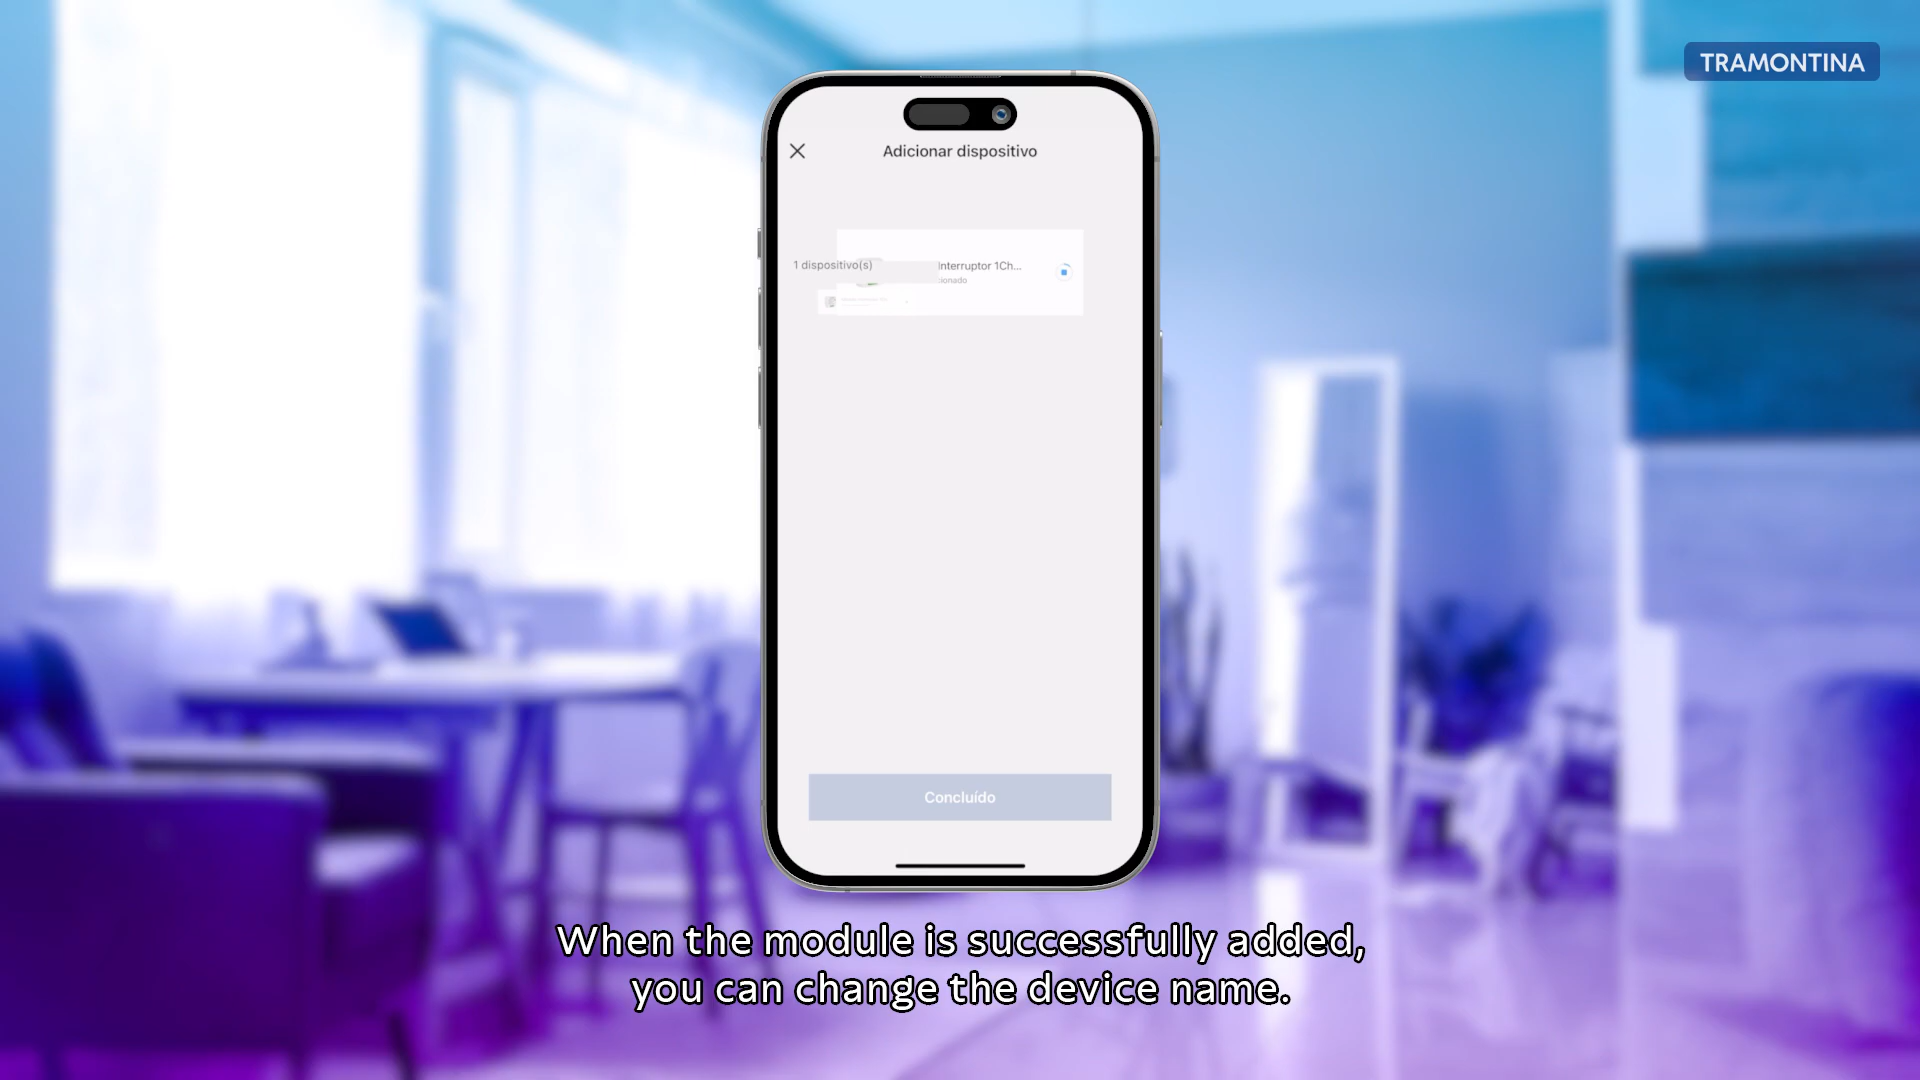 TRAMONTINA
Adicionar dispositivo
1 dispositivo(s)
Interruptor 1Ch...
Concluído
When the module is successfully added,
you can change the device name.